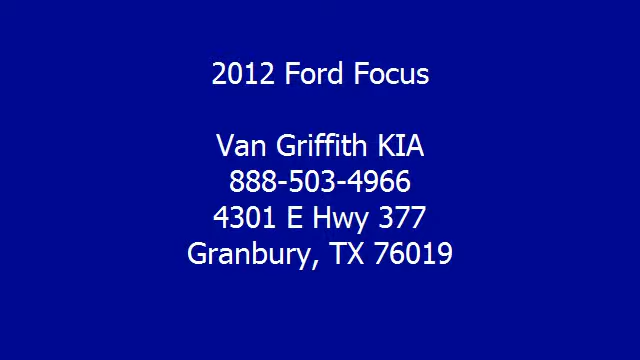 2012 Ford Focus
Van Griffith KIA
888-503-4966
4301 E Hwy 377
Granbury, TX 76019